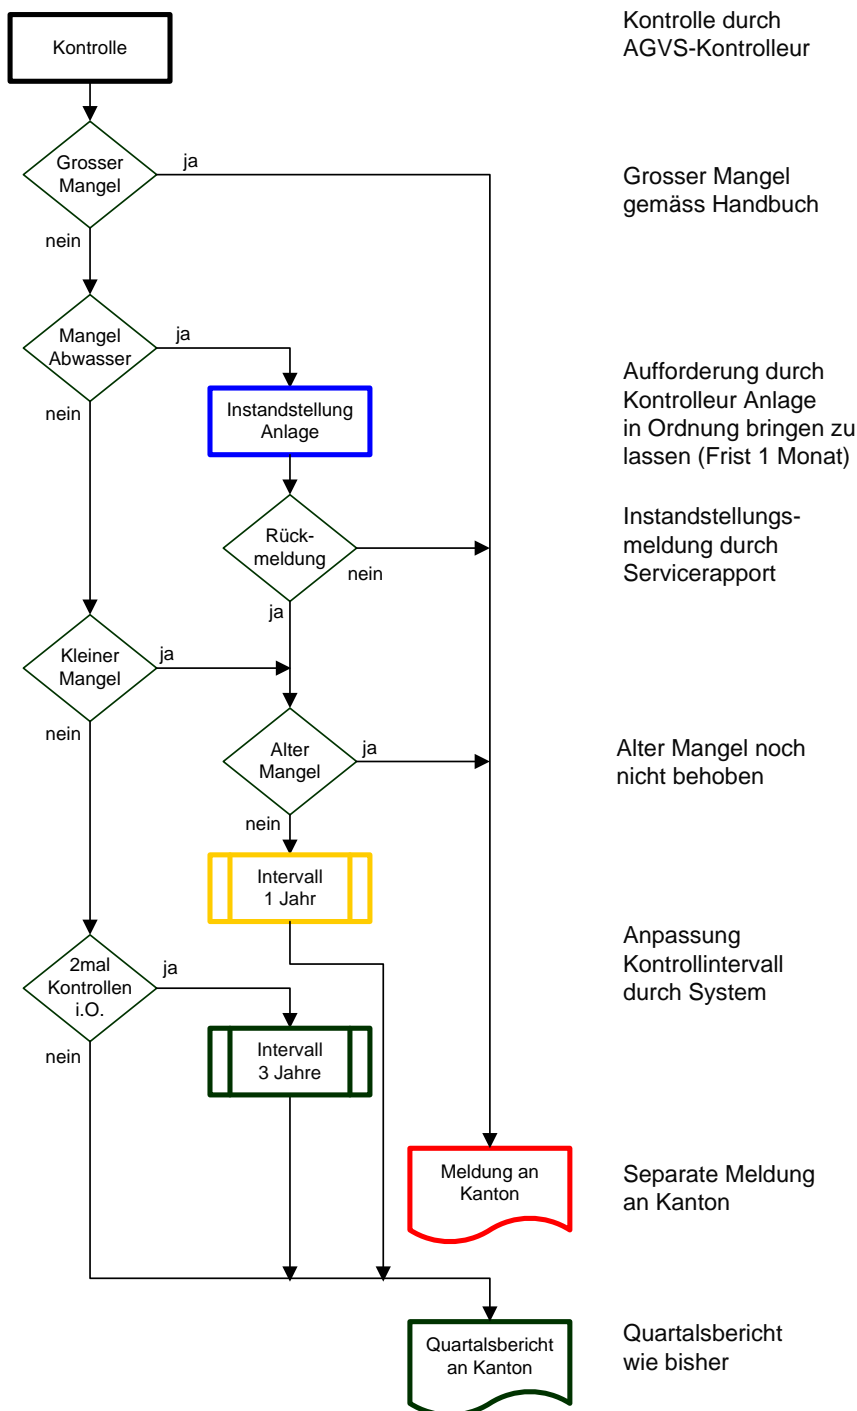 Kontrolle
Kontrolle durch
AGVS-Kontrolleur
Grosser
Mangel
ja
nein
Grosser Mangel
gemäss Handbuch
Mangel
Abwasser
ja
nein
Instandstellung
Anlage
Aufforderung durch
Kontrolleur Anlage
in Ordnung bringen zu
lassen (Frist 1 Monat)
Rück-
meldung
nein
ja
Instandstellungs-
meldung durch
Servicerapport
Kleiner
Mangel
ja
nein
Alter
Mangel
ja
nein
Alter Mangel noch
nicht behoben
Intervall
1 Jahr
2mal
Kontrollen
i.O.
ja
nein
Anpassung
Kontrollintervall
durch System
Intervall
3 Jahre
Meldung an
Kanton
Separate Meldung
an Kanton
Quartalsbericht
an Kanton
Quartalsbericht
wie bisher